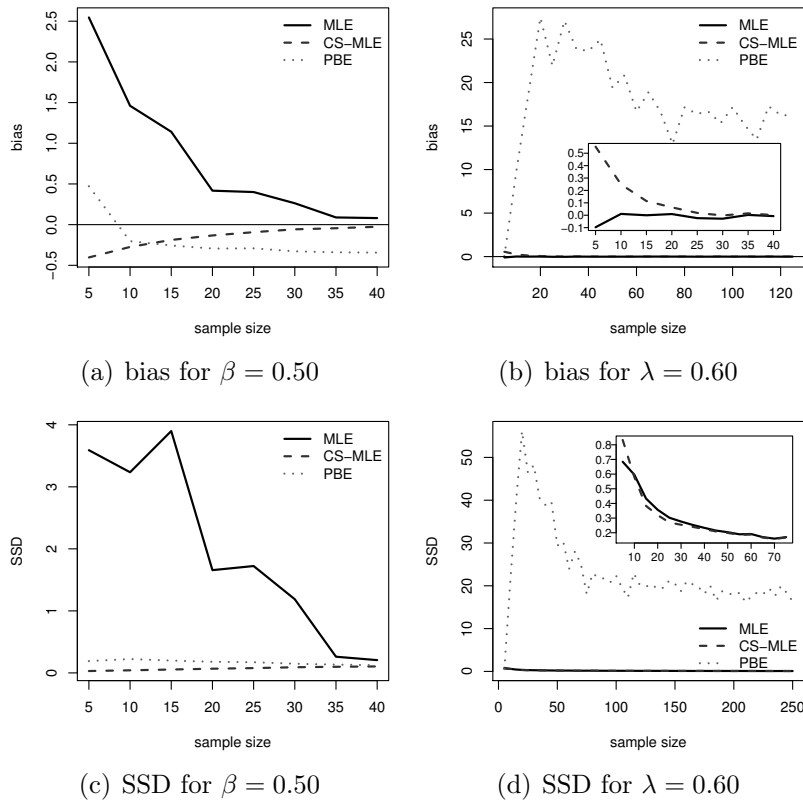 MLE
CS−MLE
PBE
2.5
2.0
1.5
1.0
0.5
0.0
−0.5
bias
5 10 15 20 25 30 35 40
sample size
(a) bias for β = 0.50
MLE
CS−MLE
PBE
25
20
15
10
5
0
bias
0.5
0.4
0.3
0.2
0.1
0.0
−0.1
5 10 15 20 25 30 35 40
20 40 60 80 100 120
sample size
(b) bias for λ = 0.60
MLE
CS−MLE
PBE
4
3
2
1
0
SSD
5 10 15 20 25 30 35 40
sample size
(c) SSD for β = 0.50
50
40
30
20
10
0
SSD
0.8
0.7
0.6
0.5
0.4
0.3
0.2
10 20 30 40 50 60 70
MLE
CS−MLE
PBE
0 50 100 150 200 250
sample size
(d) SSD for λ = 0.60